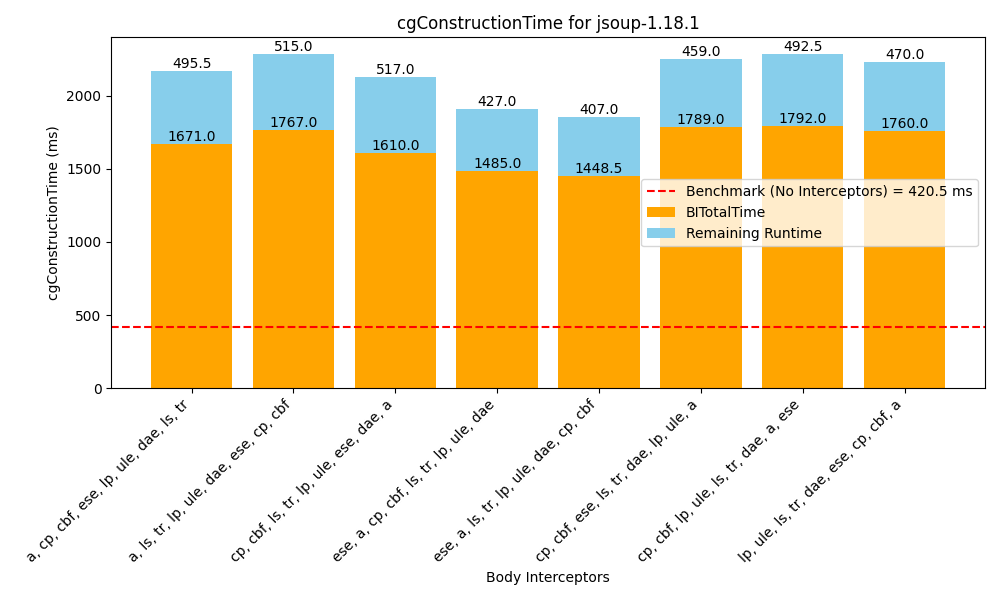 cgConstructionTime for jsoup-1.18.1
cgConstructionTime (ms)
2000
1500
1000
500
0
495.5
515.0
517.0
427.0
407.0
459.0
492.5
470.0
1671.0
1767.0
1610.0
1485.0
1448.5
1789.0
1792.0
1760.0
Benchmark (No Interceptors) = 420.5 ms
BITotalTime
Remaining Runtime
a, cp, cbf, ese, lp, ule, dae, ls, tr
a, ls, tr, lp, ule, dae, ese, cp, cbf
cp, cbf, ls, tr, lp, ule, ese, dae, a
ese, a, cp, cbf, ls, tr, lp, ule, dae
ese, a, ls, tr, lp, ule, dae, cp, cbf
cp, cbf, ese, ls, tr, dae, lp, ule, a
cp, cbf, lp, ule, ls, tr, dae, a, ese
lp, ule, ls, tr, dae, ese, cp, cbf, a
Body Interceptors